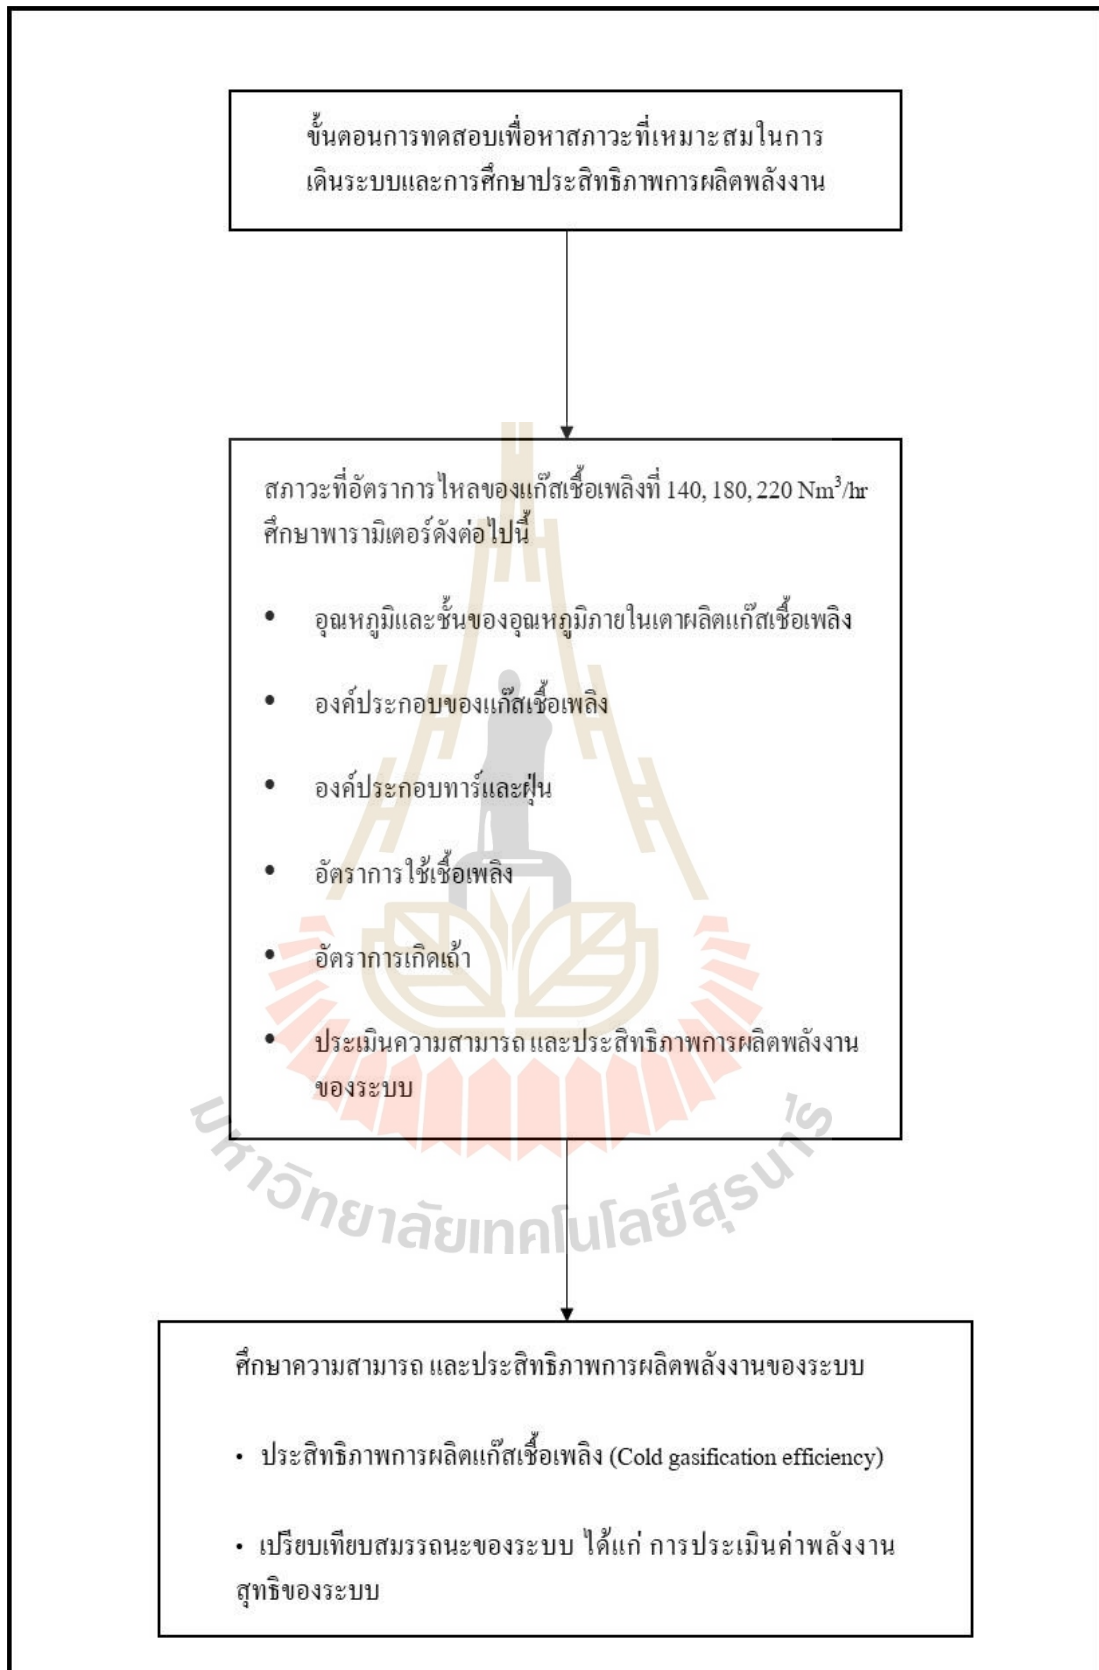 ขั้นตอนการทดสอบเพื่อหาสภาวะที่เหมาะสมในการ
เดินระบบและการศึกษาประสิทธิภาพการผลิตพลังงาน
สภาวะที่อัตราการไหลของแก๊สเชื้อเพลิงที่ 140, 180, 220 Nm³/hr
ศึกษาพารามิเตอร์ดังต่อไปนี้
• อุณหภูมิและชั้นของอุณหภูมิภายในเตาผลิตแก๊สเชื้อเพลิง
• องค์ประกอบของแก๊สเชื้อเพลิง
• องค์ประกอบทาร์และฝุ่น
• อัตราการใช้เชื้อเพลิง
• อัตราการเกิดเถ้า
• ประเมินความสามารถ และประสิทธิภาพการผลิตพลังงาน
ของระบบ
มหาวิทยาลัยเทคโนโลยีสุรนารี
ศึกษาความสามารถ และประสิทธิภาพการผลิตพลังงานของระบบ
• ประสิทธิภาพการผลิตแก๊สเชื้อเพลิง (Cold gasification efficiency)
• เปรียบเทียบสมรรถนะของระบบ ได้แก่ การประเมินค่าพลังงาน
สุทธิของระบบ